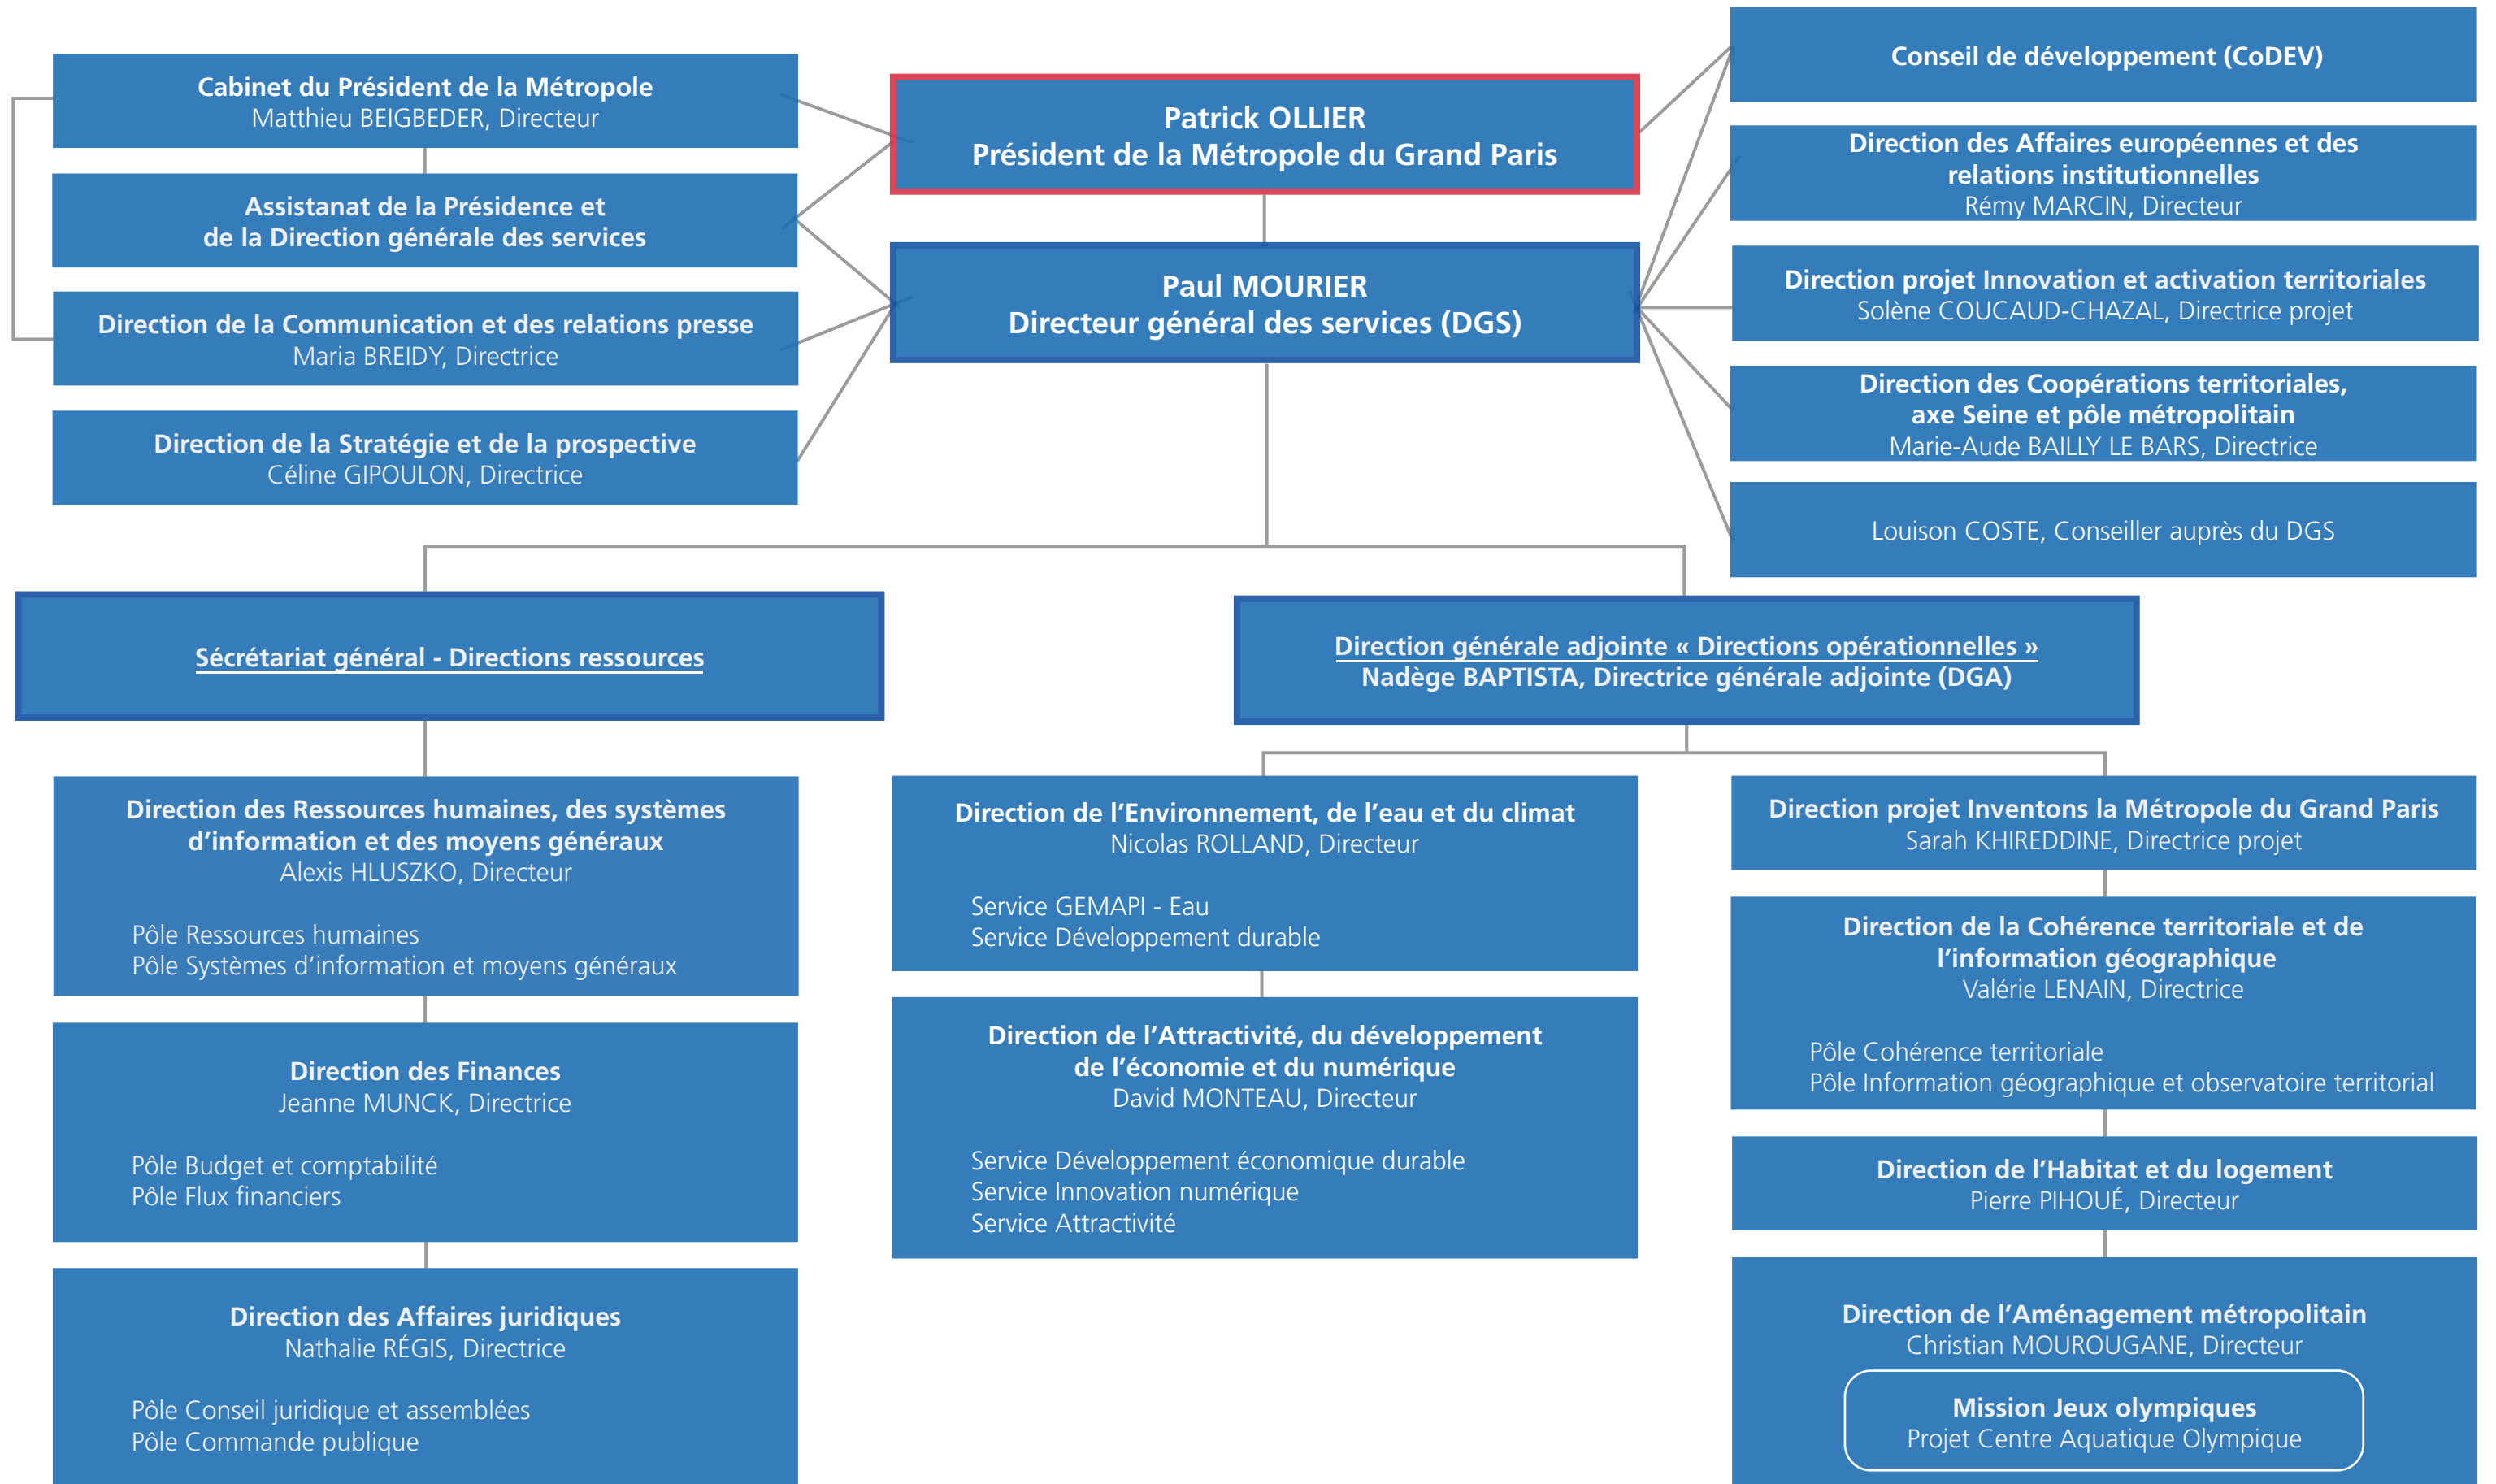 Cabinet du Président de la Métropole
Matthieu BEIGBEDER, Directeur
Assistanat de la Présidence et
de la Direction générale des services
Direction de la Communication et des relations presse
Maria BREIDY, Directrice
Direction de la Stratégie et de la prospective
Céline GIPOULON, Directrice
Patrick OLLIER
Président de la Métropole du Grand Paris
Paul MOURIER
Directeur général des services (DGS)
Conseil de développement (CoDEV)
Direction des Affaires européennes et des
relations institutionnelles
Rémy MARCIN, Directeur
Direction projet Innovation et activation territoriales
Solène COUCAUD-CHAZAL, Directrice projet
Direction des Coopérations territoriales,
axe Seine et pôle métropolitain
Marie-Aude BAILLY LE BARS, Directrice
Louison COSTE, Conseiller auprès du DGS
Sécrétariat général - Directions ressources
Direction générale adjointe « Directions opérationnelles »
Nadège BAPTISTA, Directrice générale adjointe (DGA)
Direction des Ressources humaines, des systèmes
d’information et des moyens généraux
Alexis HLUSZKO, Directeur
Pôle Ressources humaines
Pôle Systèmes d’information et moyens généraux
Direction des Finances
Jeanne MUNCK, Directrice
Pôle Budget et comptabilité
Pôle Flux financiers
Direction des Affaires juridiques
Nathalie RÉGIS, Directrice
Pôle Conseil juridique et assemblées
Pôle Commande publique
Direction de l’Environnement, de l’eau et du climat
Nicolas ROLLAND, Directeur
Service GEMAPI - Eau
Service Développement durable
Direction de l’Attractivité, du développement
de l’économie et du numérique
David MONTEAU, Directeur
Service Développement économique durable
Service Innovation numérique
Service Attractivité
Direction projet Inventons la Métropole du Grand Paris
Sarah KHIREDDINE, Directrice projet
Direction de la Cohérence territoriale et de
l’information géographique
Valérie LENAIN, Directrice
Pôle Cohérence territoriale
Pôle Information géographique et observatoire territorial
Direction de l’Habitat et du logement
Pierre PIHOUÉ, Directeur
Direction de l’Aménagement métropolitain
Christian MOUROUGANE, Directeur
Mission Jeux olympiques
Projet Centre Aquatique Olympique